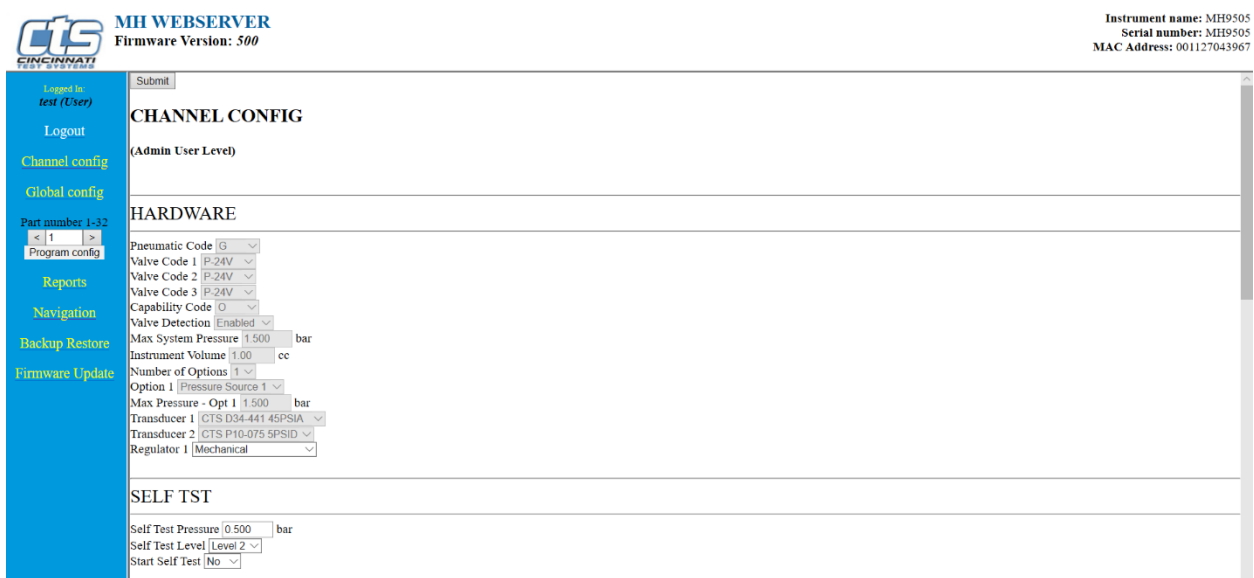 cts
CINCINNATI
TEST SYSTEMS
MH WEBSERVER
Firmware Version: 500
Instrument name: MH9505
Serial number: MH9505
MAC Address: 001127043967
Logged In:
test (User)
Logout
Channel config
Global config
Part number 1-32
< 1 >
Program config
Reports
Navigation
Backup Restore
Firmware Update
Submit
CHANNEL CONFIG
(Admin User Level)
HARDWARE
Pneumatic Code G
Valve Code 1 P-24V
Valve Code 2 P-24V
Valve Code 3 P-24V
Capability Code O
Valve Detection Enabled
Max System Pressure 1.500 bar
Instrument Volume 1.00 cc
Number of Options 1
Option 1 Pressure Source 1
Max Pressure - Opt 1 1.500 bar
Transducer 1 CTS D34-441 45PSIA
Transducer 2 CTS P10-075 5PSID
Regulator 1 Mechanical
SELF TST
Self Test Pressure 0.500 bar
Self Test Level Level 2
Start Self Test No